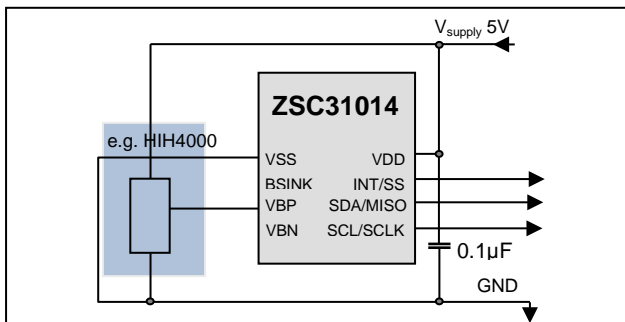 Vsupply 5V
ZSC31014
e.g. HIH4000
VSS VDD
BSINK INT/SS
VBP SDA/MISO
VBN SCL/SCLK
0.1µF
GND